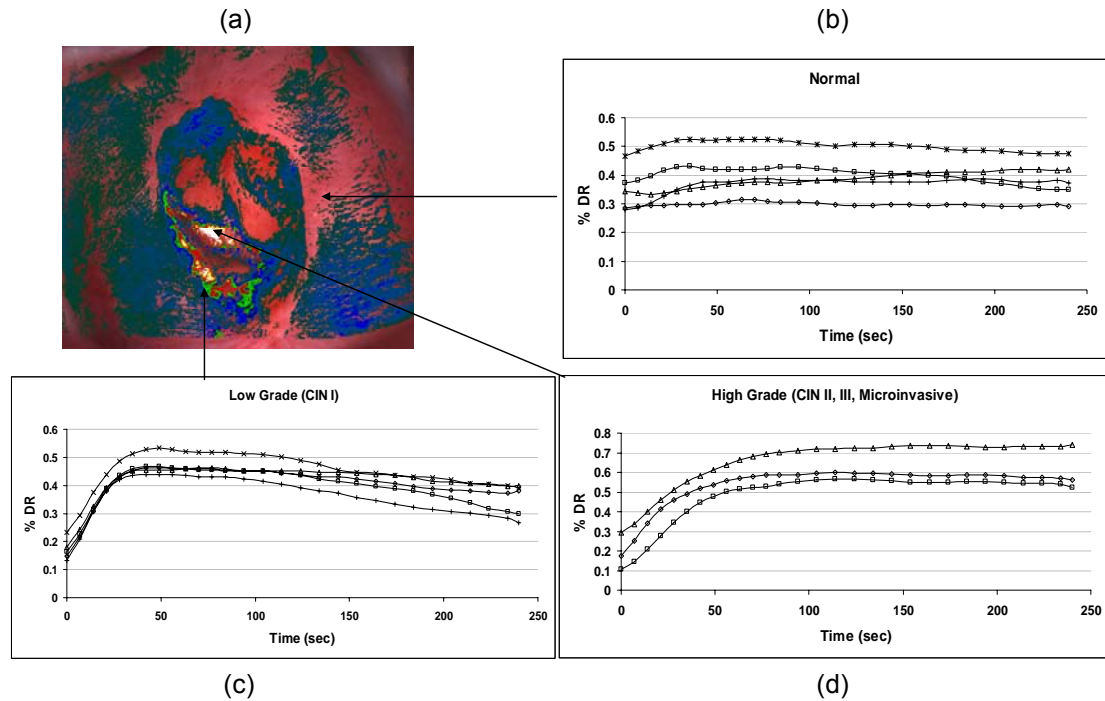 (a)
(b)
Normal
% DR
0.6
0.5
0.4
0.3
0.2
0.1
0
0 50 100 150 200 250
Time (sec)
Low Grade (CIN I)
% DR
0.6
0.5
0.4
0.3
0.2
0.1
0
0 50 100 150 200 250
Time (sec)
(c)
High Grade (CIN II, III, Microinvasive)
% DR
0.8
0.7
0.6
0.5
0.4
0.3
0.2
0.1
0
0 50 100 150 200 250
Time (sec)
(d)